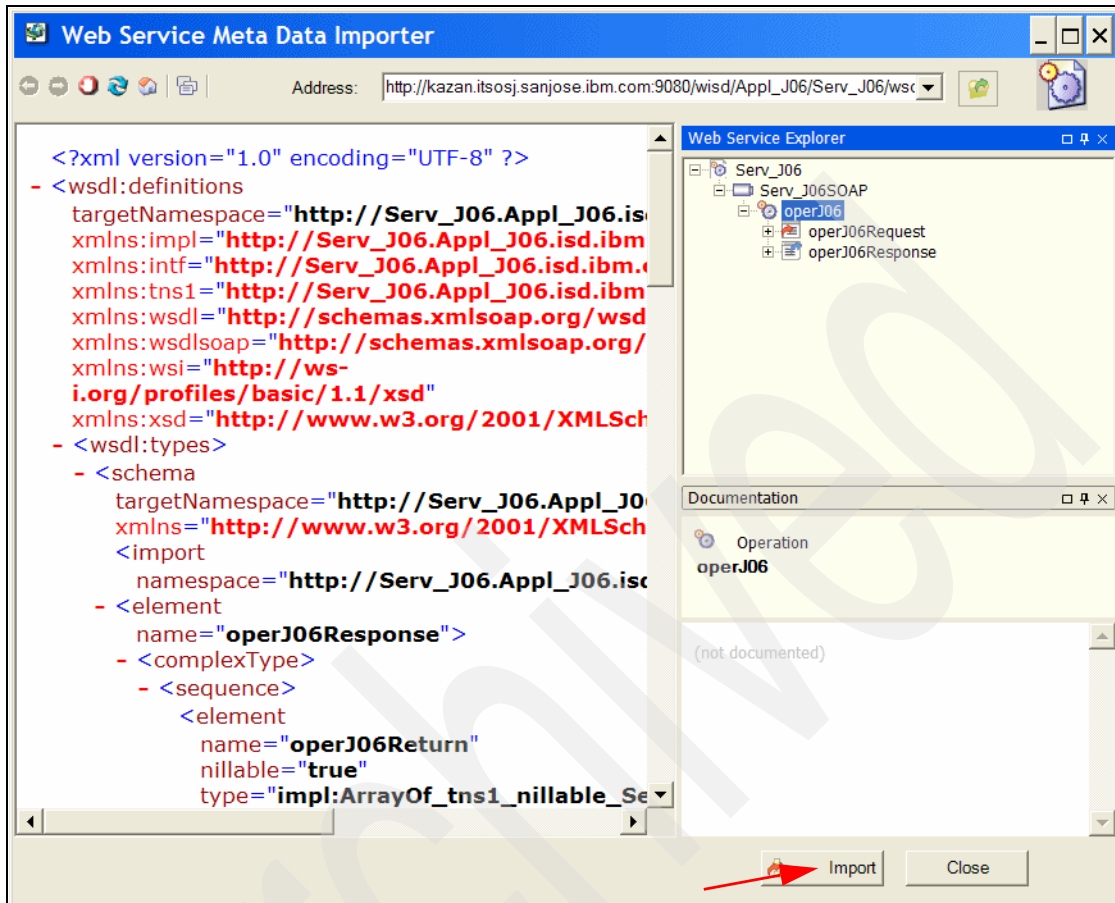 Web Service Meta Data Importer
Address: http://kazan.itsosj.sanjose.ibm.com:9080/wisd/Appl_J06/Serv_J06/wsc
<?xml version="1.0" encoding="UTF-8" ?>
- <wsdl:definitions
targetNamespace="http://Serv_J06.Appl_J06.is
xmlns:impl="http://Serv_J06.Appl_J06.isd.ibm
xmlns:intf="http://Serv_J06.Appl_J06.isd.ibm.c
xmlns:tns1="http://Serv_J06.Appl_J06.isd.ibm
xmlns:wsdl="http://schemas.xmlsoap.org/wsd
xmlns:wsdlsoap="http://schemas.xmlsoap.org/
xmlns:wsi="http://ws-
i.org/profiles/basic/1.1/xsd"
xmlns:xsd="http://www.w3.org/2001/XMLSch
- <wsdl:types>
- <schema
targetNamespace="http://Serv_J06.Appl_J0
xmlns="http://www.w3.org/2001/XMLSch
<import
namespace="http://Serv_J06.Appl_J06.isd
- <element
name="operJ06Response">
- <complexType>
- <sequence>
<element
name="operJ06Return"
nillable="true"
type="impl:ArrayOf_tns1_nillable_Se
Web Service Explorer
Serv_J06
Serv_J06SOAP
operJ06
operJ06Request
operJ06Response
Documentation
Operation
operJ06
(not documented)
Import
Close